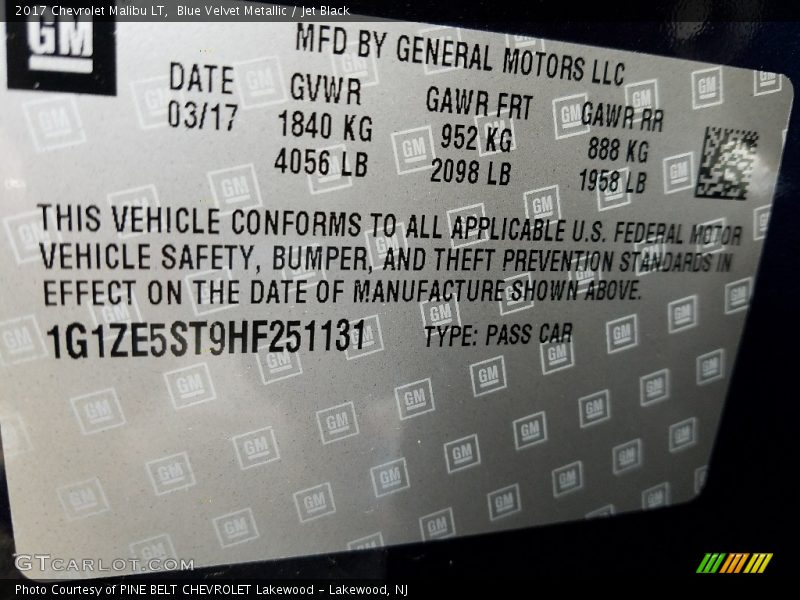 2017 Chevrolet Malibu LT, Blue Velvet Metallic / Jet Black
GM
MFD BY GENERAL MOTORS LLC
DATE GVWR GAWR FRT GAWR RR
03/17 1840 KG 952 KG 888 KG
4056 LB 2098 LB 1958 LB
THIS VEHICLE CONFORMS TO ALL APPLICABLE U.S. FEDERAL MOTOR
VEHICLE SAFETY, BUMPER, AND THEFT PREVENTION STANDARDS IN
EFFECT ON THE DATE OF MANUFACTURE SHOWN ABOVE.
1G1ZE5ST9HF251131 TYPE: PASS CAR
GTcarlot.com
Photo Courtesy of PINE BELT CHEVROLET Lakewood - Lakewood, NJ